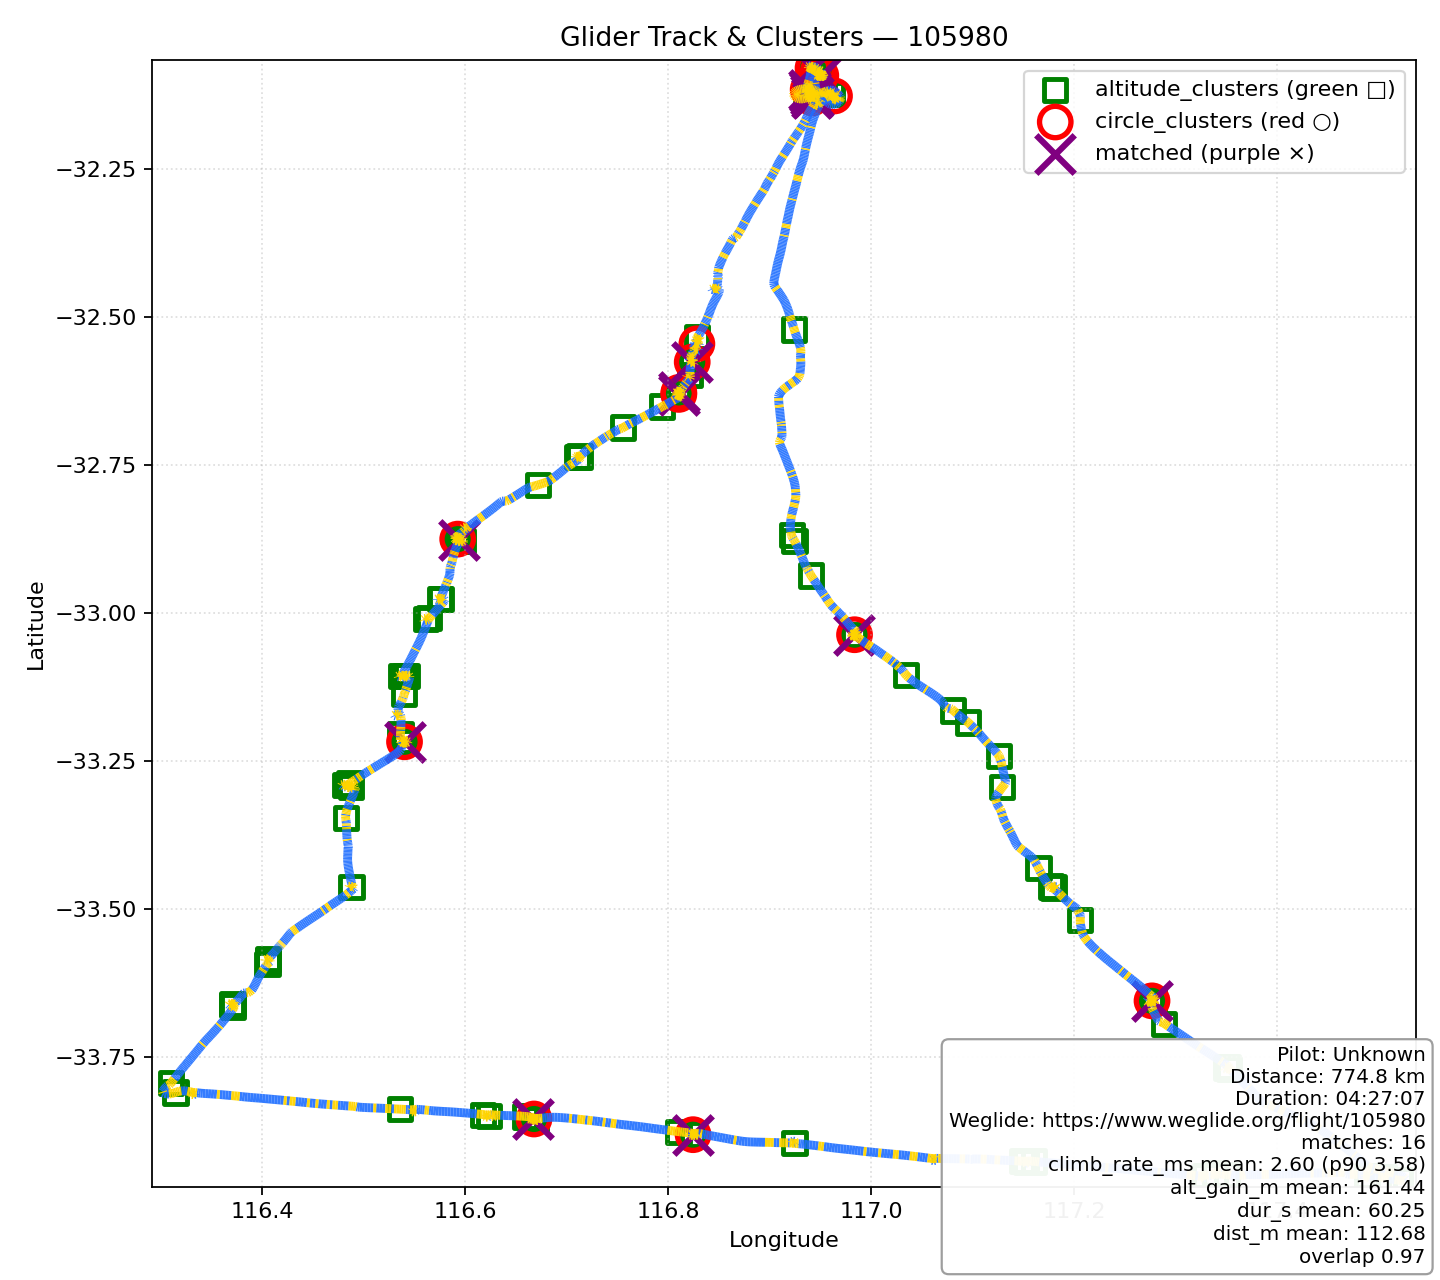 Glider Track & Clusters — 105980
altitude_clusters (green □)
circle_clusters (red ○)
matched (purple ×)
−32.25
−32.50
−32.75
−33.00
−33.25
−33.50
−33.75
Latitude
116.4
116.6
116.8
117.0
117.2
Longitude
Pilot: Unknown
Distance: 774.8 km
Duration: 04:27:07
Weglide: https://www.weglide.org/flight/105980
matches: 16
climb_rate_ms mean: 2.60 (p90 3.58)
alt_gain_m mean: 161.44
dur_s mean: 60.25
dist_m mean: 112.68
overlap 0.97